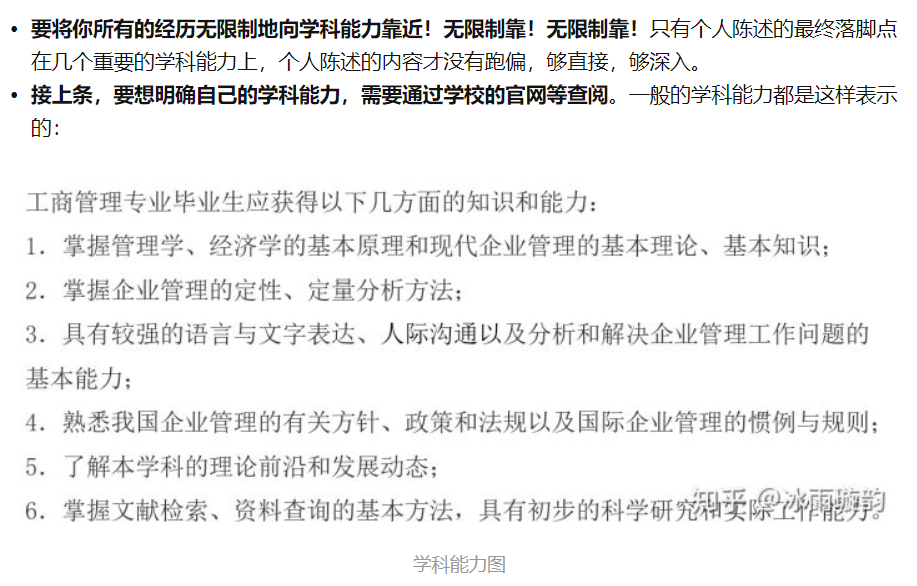 • 要将你所有的经历无限制地向学科能力靠近！无限制靠！无限制靠！只有个人陈述的最终落脚点
在几个重要的学科能力上，个人陈述的内容才没有跑偏，够直接，够深入。
• 接上条，要想明确自己的学科能力，需要通过学校的官网等查阅。一般的学科能力都是这样表示
的：
工商管理专业毕业生应获得以下几方面的知识和能力：
1．掌握管理学、经济学的基本原理和现代企业管理的基本理论、基本知识；
2．掌握企业管理的定性、定量分析方法；
3．具有较强的语言与文字表达、人际沟通以及分析和解决企业管理工作问题的
基本能力；
4．熟悉我国企业管理的有关方针、政策和法规以及国际企业管理的惯例与规则；
5．了解本学科的理论前沿和发展动态；
6．掌握文献检索、资料查询的基本方法，具有初步的科学研究和实际工作能力。
知乎 @冰雨璇韵
学科能力图